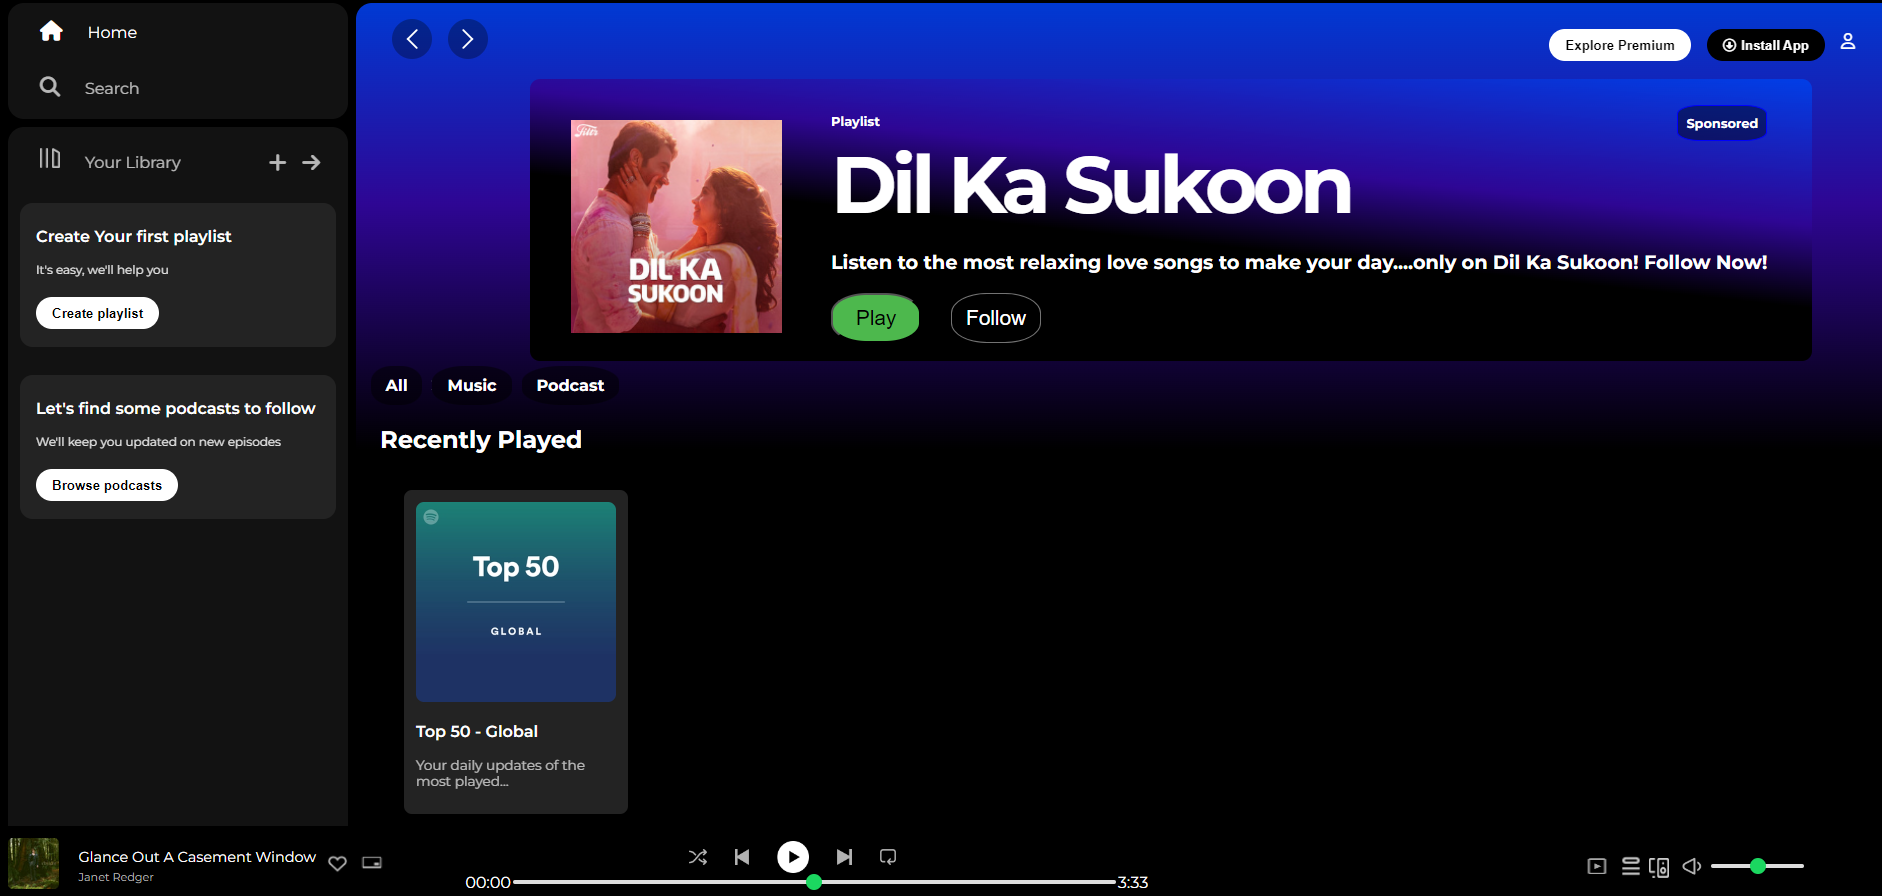 Home
Search
Your Library
Create Your first playlist
It's easy, we'll help you
Create playlist
Let's find some podcasts to follow
We'll keep you updated on new episodes
Browse podcasts
Explore Premium
Install App
Filtr
DIL KA
SUKOON
Playlist
Sponsored
Dil Ka Sukoon
Listen to the most relaxing love songs to make your day....only on Dil Ka Sukoon! Follow Now!
Play
Follow
All
Music
Podcast
Recently Played
Top 50
GLOBAL
Top 50 - Global
Your daily updates of the
most played...
Glance Out A Casement Window
Janet Redger
00:00
3:33